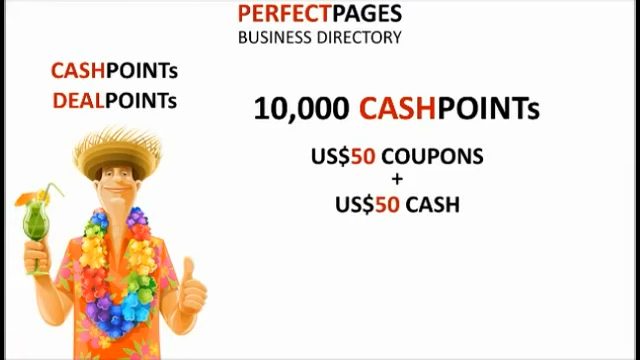 PERFECTPAGES
BUSINESS DIRECTORY
CASHPOINTs
DEALPOINTs
10,000 CASHPOINTs
US$50 COUPONS
+
US$50 CASH